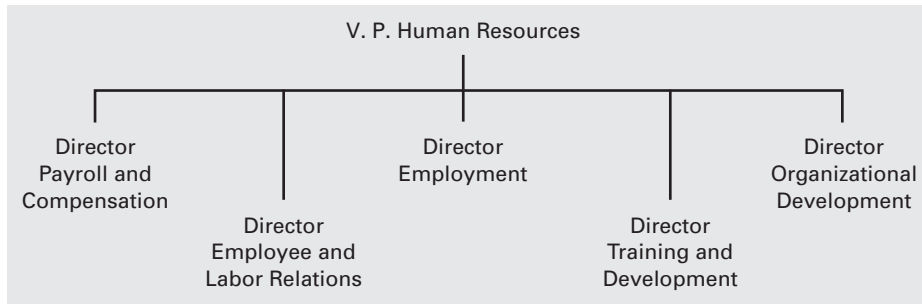 V. P. Human Resources
Director
Payroll and
Compensation
Director
Employee and
Labor Relations
Director
Employment
Director
Training and
Development
Director
Organizational
Development